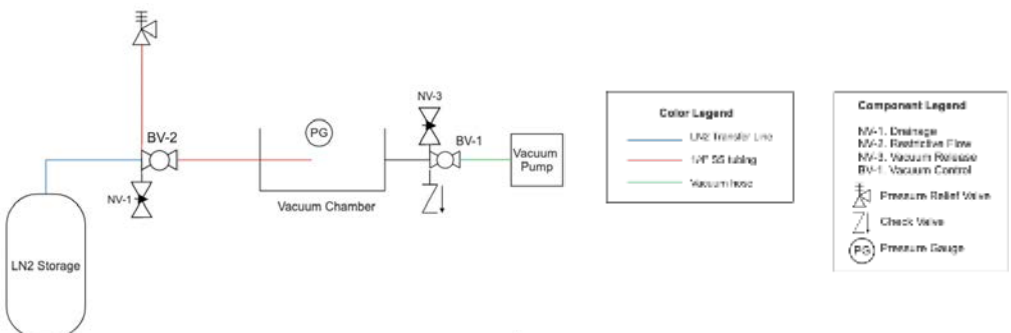 NV-3
BV-2
PG
BV-1
Vacuum
Pump
NV-1
Vacuum Chamber
LN2 Storage
Color Legend
LN2 Transfer Line
1/4" SS tubing
Vacuum hose
Component Legend
NV-1. Drainage
NV-2. Restrictive Flow
NV-3. Vacuum Release
BV-1. Vacuum Control
Pressure Relief Valve
Check Valve
PG Pressure Gauge